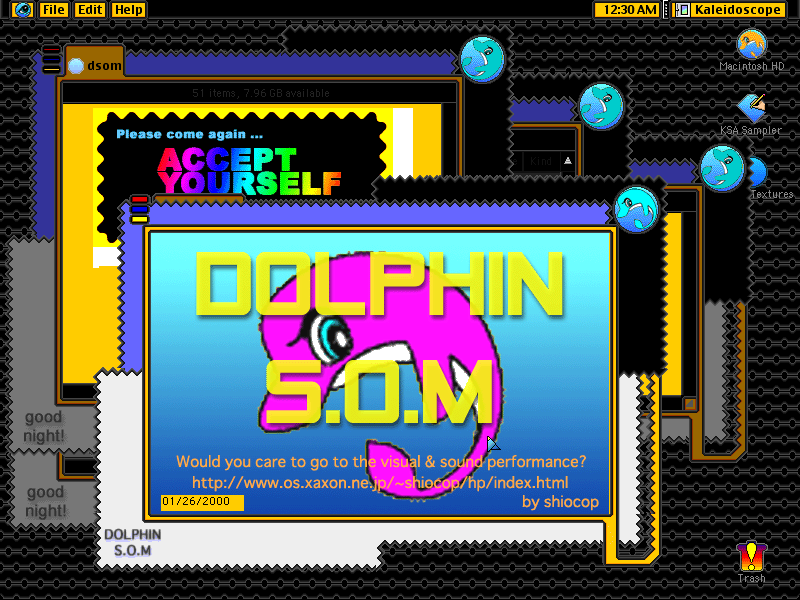 File Edit Help
12:30 AM
Kaleidoscope
dsom
51 items, 7.96 GB available
Please come again ...
ACCEPT
YOURSELF
Kind
Macintosh HD
KSA Sampler
Textures
DOLPHIN
S.O.M
Would you care to go to the visual & sound performance?
http://www.os.xaxon.ne.jp/~shiocop/hp/index.html
01/26/2000
by shiocop
good
night!
good
night!
DOLPHIN
S.O.M
Trash